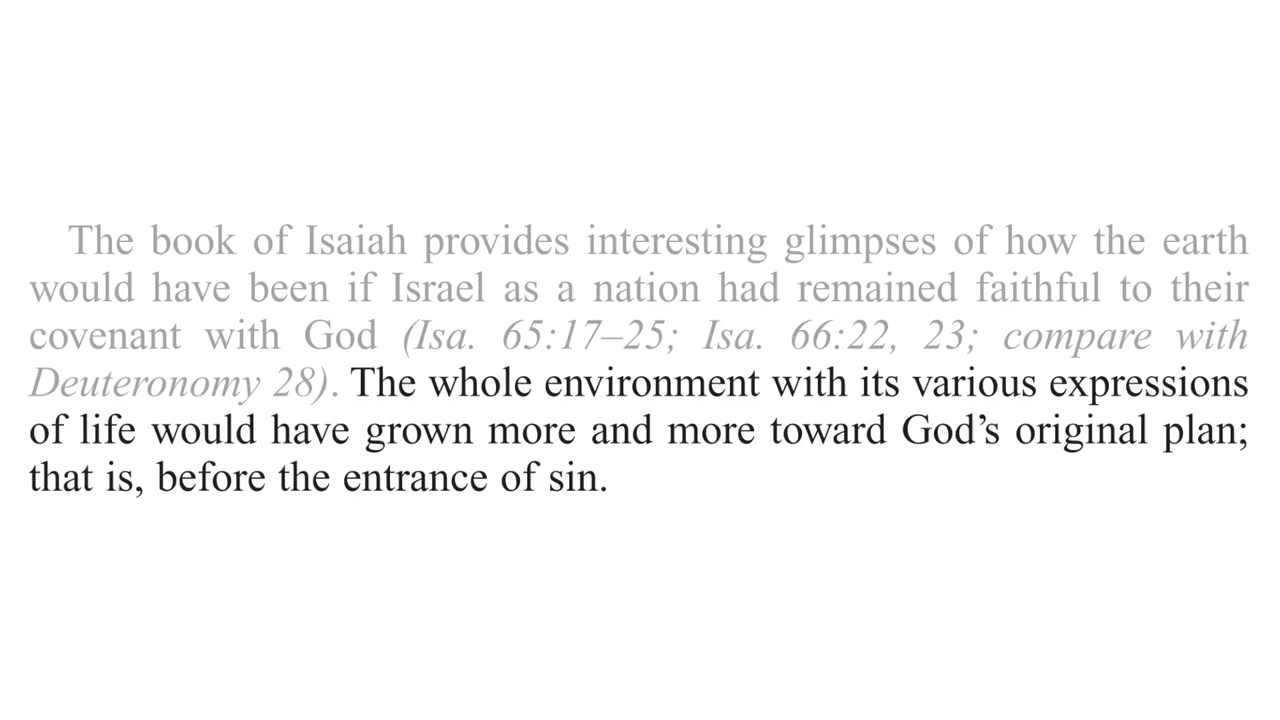 The book of Isaiah provides interesting glimpses of how the earth
would have been if Israel as a nation had remained faithful to their
covenant with God (Isa. 65:17–25; Isa. 66:22, 23; compare with
Deuteronomy 28). The whole environment with its various expressions
of life would have grown more and more toward God’s original plan;
that is, before the entrance of sin.